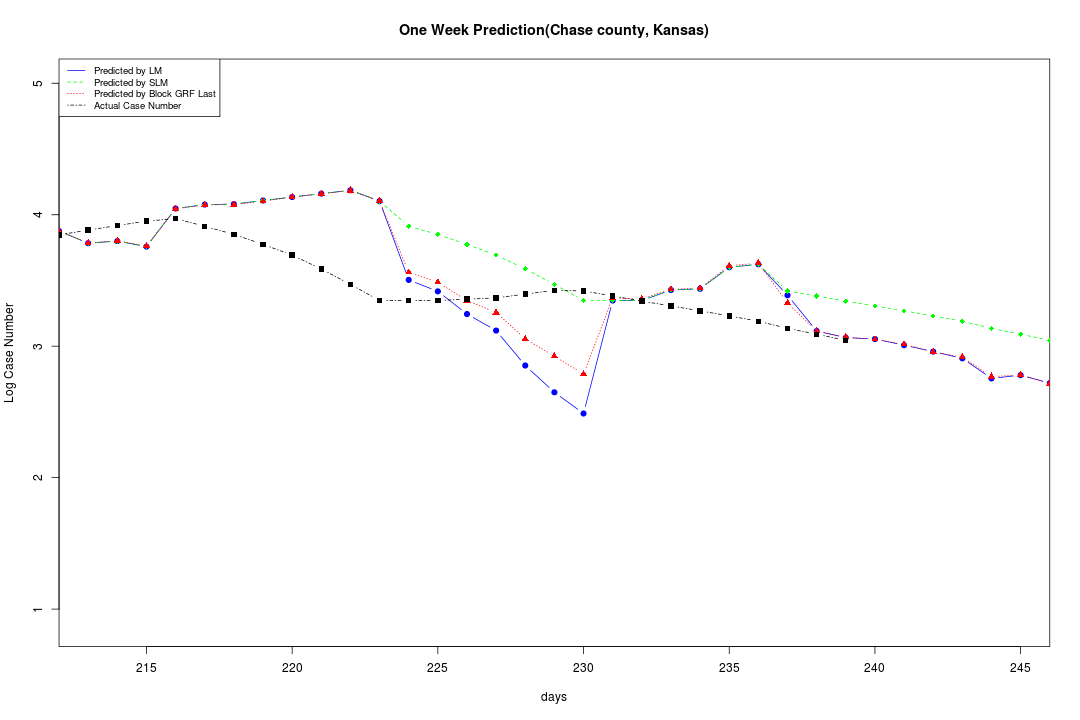 One Week Prediction(Chase county, Kansas)
Predicted by LM
Predicted by SLM
Predicted by Block GRF Last
Actual Case Number
5
4
3
2
1
Log Case Number
215 220 225 230 235 240 245
days